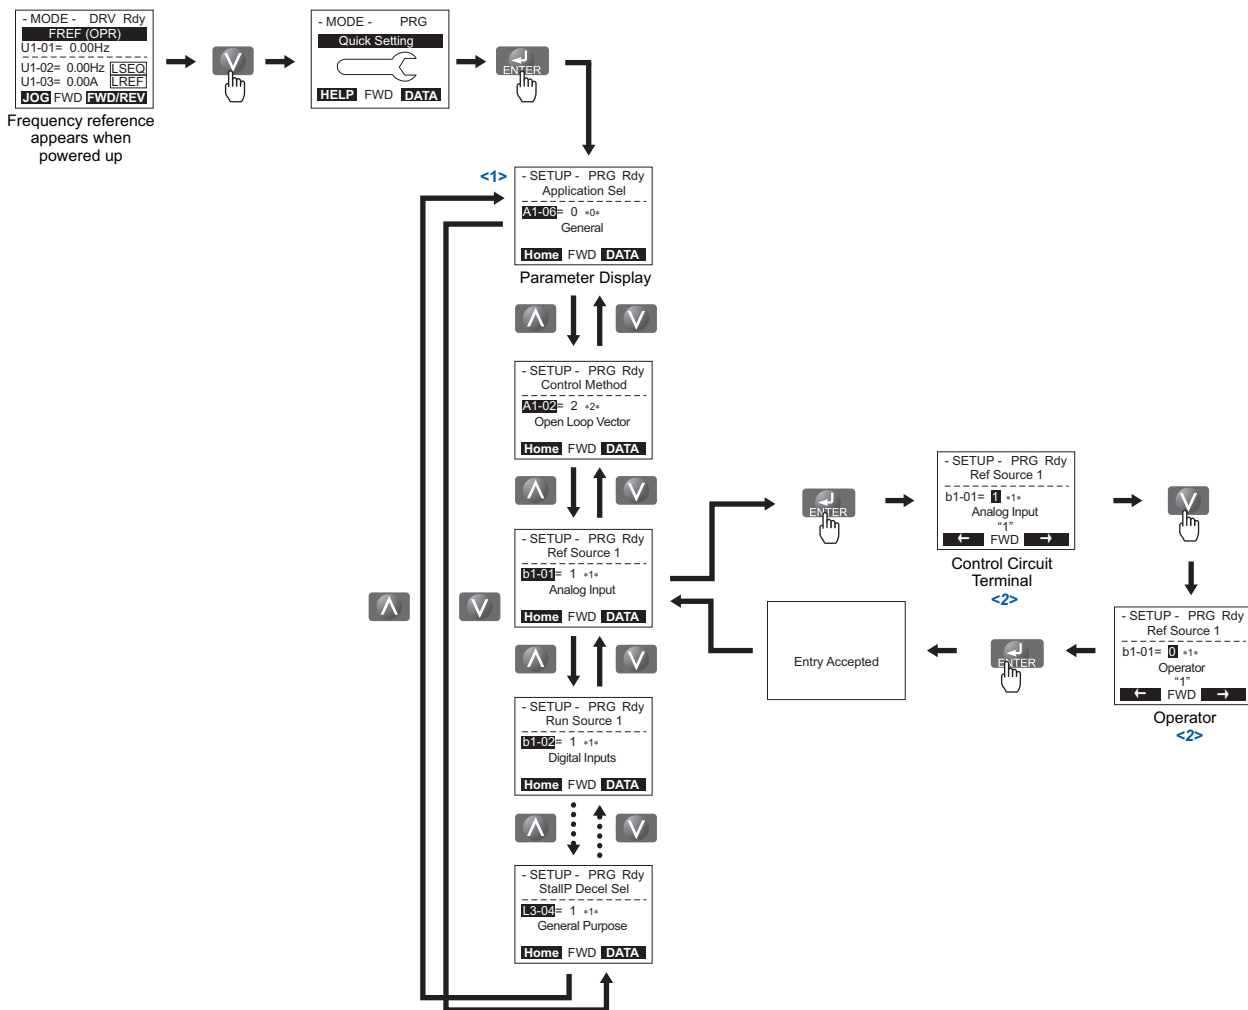 - MODE -   DRV  Rdy
FREF (OPR)
U1-01=  0.00Hz
U1-02=  0.00Hz LSEQ
U1-03=  0.00A LREF
JOG FWD FWD/REV
Frequency reference
appears when
powered up
- MODE -   PRG
Quick Setting
HELP FWD DATA
ENTER
<1>
- SETUP -  PRG Rdy
Application Sel
A1-06= 0 *0*
General
Home FWD DATA
Parameter Display
- SETUP -  PRG Rdy
Control Method
A1-02= 2 *2*
Open Loop Vector
Home FWD DATA
- SETUP -  PRG Rdy
Ref Source 1
b1-01= 1 *1*
Analog Input
Home FWD DATA
- SETUP -  PRG Rdy
Run Source 1
b1-02= 1 *1*
Digital Inputs
Home FWD DATA
- SETUP -  PRG Rdy
StallP Decel Sel
L3-04= 1 *1*
General Purpose
Home FWD DATA
ENTER
- SETUP -  PRG Rdy
Ref Source 1
b1-01= 1 *1*
Analog Input
“1”
← FWD →
Control Circuit
Terminal
<2>
- SETUP -  PRG Rdy
Ref Source 1
b1-01= 0 *1*
Operator
“1”
← FWD →
Operator
<2>
ENTER
Entry Accepted